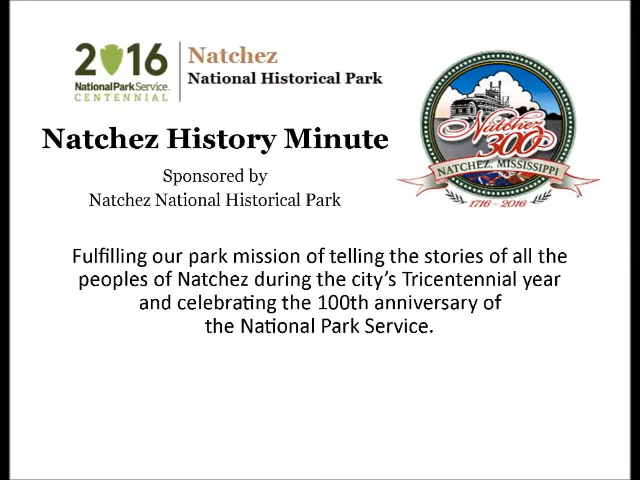 2016
National Park Service
CENTENNIAL
Natchez
National Historical Park
Natchez History Minute
Sponsored by
Natchez National Historical Park
Natchez
300
NATCHEZ, MISSISSIPPI
1716 - 2016
Fulfilling our park mission of telling the stories of all the
peoples of Natchez during the city's Tricentennial year
and celebrating the 100th anniversary of
the National Park Service.